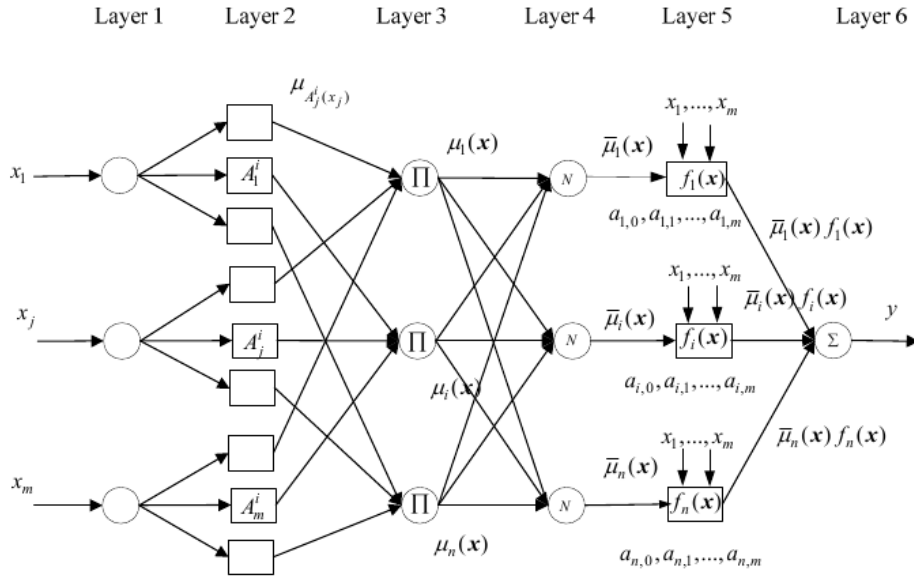 Layer 1 Layer 2 Layer 3 Layer 4 Layer 5 Layer 6
μ_{A_j^i(x_j)}
x_1,...,x_m
μ_1(x) μ̄_1(x)
x_1 A_1^i Π N f_1(x)
a_{1,0}, a_{1,1},..., a_{1,m}
μ̄_1(x) f_1(x)
x_1,...,x_m
x_j μ̄_i(x) μ̄_i(x) f_i(x) y
A_j^i Π N f_i(x) Σ
μ_i(x) a_{i,0}, a_{i,1},..., a_{i,m}
x_1,...,x_m μ̄_n(x) f_n(x)
μ̄_n(x)
x_m A_m^i Π N f_n(x)
μ_n(x) a_{n,0}, a_{n,1},..., a_{n,m}